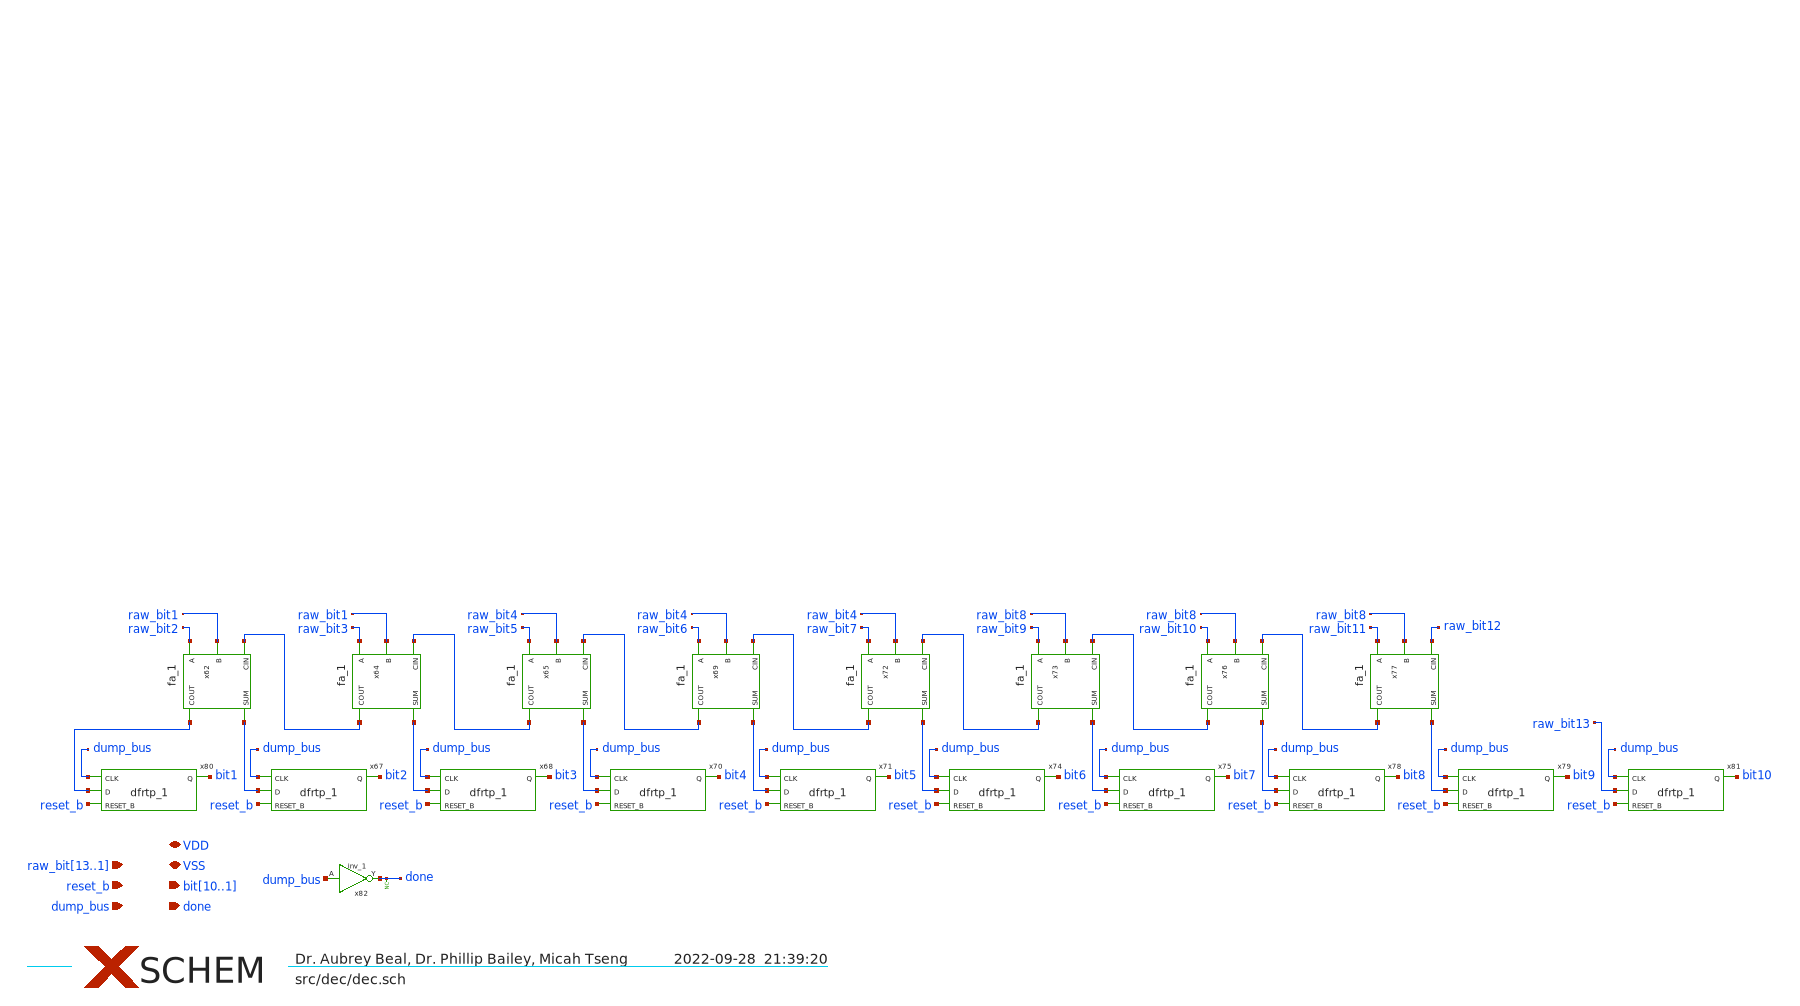 raw_bit1 raw_bit1 raw_bit4 raw_bit4 raw_bit4 raw_bit8 raw_bit8 raw_bit8
raw_bit2 raw_bit3 raw_bit5 raw_bit6 raw_bit7 raw_bit9 raw_bit10 raw_bit11 raw_bit12
fa_1 A x62 B CIN COUT SUM
fa_1 A x64 B CIN COUT SUM
fa_1 A x65 B CIN COUT SUM
fa_1 A x69 B CIN COUT SUM
fa_1 A x72 B CIN COUT SUM
fa_1 A x73 B CIN COUT SUM
fa_1 A x76 B CIN COUT SUM
fa_1 A x77 B CIN COUT SUM
raw_bit13
dump_bus dump_bus dump_bus dump_bus dump_bus dump_bus dump_bus dump_bus dump_bus dump_bus
x80 x67 x68 x70 x71 x74 x75 x78 x79 x81
CLK Q bit1 CLK Q bit2 CLK Q bit3 CLK Q bit4 CLK Q bit5 CLK Q bit6 CLK Q bit7 CLK Q bit8 CLK Q bit9 CLK Q bit10
D dfrtp_1 D dfrtp_1 D dfrtp_1 D dfrtp_1 D dfrtp_1 D dfrtp_1 D dfrtp_1 D dfrtp_1 D dfrtp_1 D dfrtp_1
reset_b RESET_B reset_b RESET_B reset_b RESET_B reset_b RESET_B reset_b RESET_B reset_b RESET_B reset_b RESET_B reset_b RESET_B reset_b RESET_B reset_b RESET_B
VDD
raw_bit[13..1] VSS
reset_b bit[10..1]
dump_bus done
inv_1
dump_bus A Y done
x82
XSCHEM
Dr. Aubrey Beal, Dr. Phillip Bailey, Micah Tseng 2022-09-28 21:39:20
src/dec/dec.sch